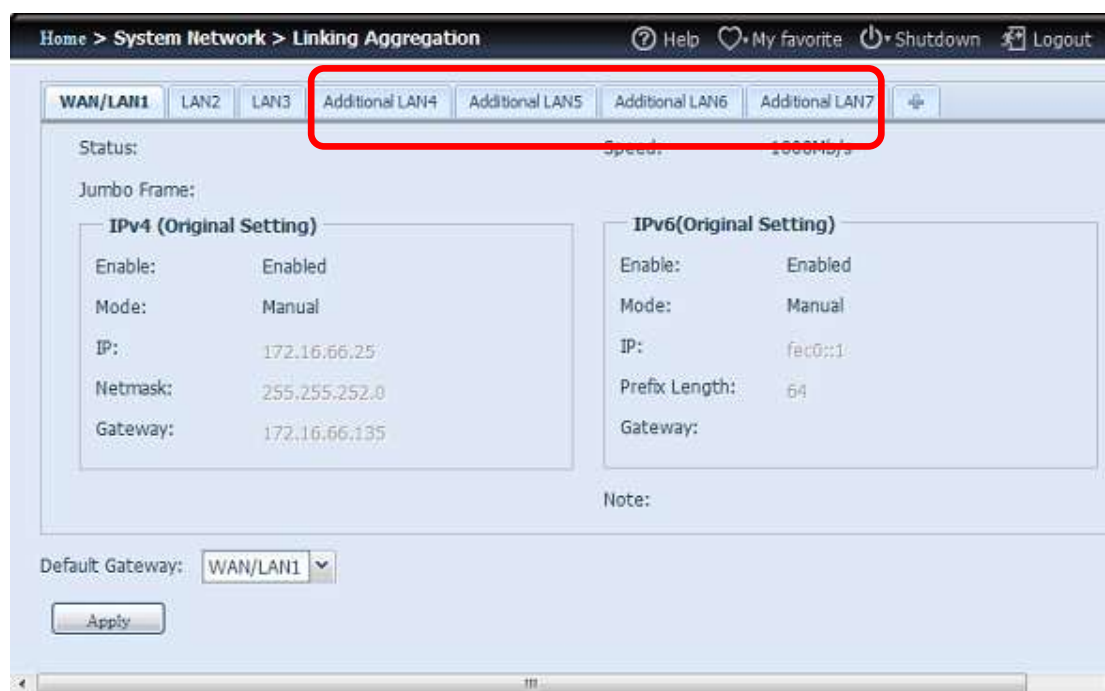 Home > System Network > Linking Aggregation Help My favorite Shutdown Logout
WAN/LAN1 LAN2 LAN3 Additional LAN4 Additional LAN5 Additional LAN6 Additional LAN7
Status: Speed: 1000Mb/s
Jumbo Frame:
IPv4 (Original Setting) IPv6(Original Setting)
Enable: Enabled Enable: Enabled
Mode: Manual Mode: Manual
IP: 172.16.66.25 IP: fec0::1
Netmask: 255.255.252.0 Prefix Length: 64
Gateway: 172.16.66.135 Gateway:
Note:
Default Gateway: WAN/LAN1
Apply